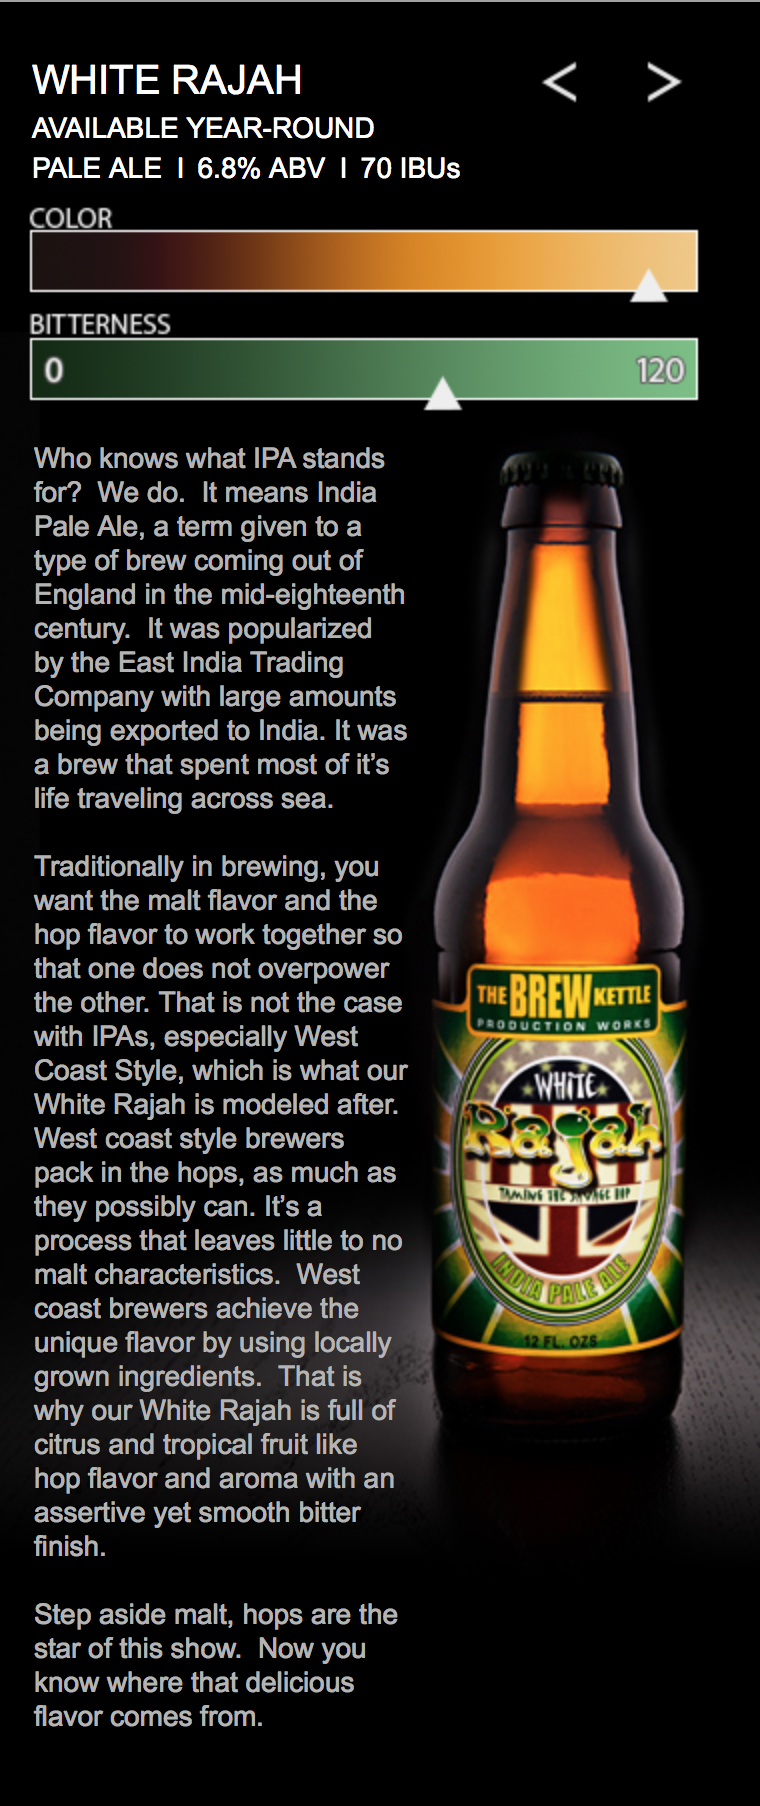 WHITE RAJAH
< >
AVAILABLE YEAR-ROUND
PALE ALE | 6.8% ABV | 70 IBUs
COLOR
BITTERNESS
0 120
Who knows what IPA stands
for?  We do.  It means India
Pale Ale, a term given to a
type of brew coming out of
England in the mid-eighteenth
century.  It was popularized
by the East India Trading
Company with large amounts
being exported to India. It was
a brew that spent most of it’s
life traveling across sea.
Traditionally in brewing, you
want the malt flavor and the
hop flavor to work together so
that one does not overpower
the other. That is not the case
with IPAs, especially West
Coast Style, which is what our
White Rajah is modeled after.
West coast style brewers
pack in the hops, as much as
they possibly can. It’s a
process that leaves little to no
malt characteristics.  West
coast brewers achieve the
unique flavor by using locally
grown ingredients.  That is
why our White Rajah is full of
citrus and tropical fruit like
hop flavor and aroma with an
assertive yet smooth bitter
finish.
Step aside malt, hops are the
star of this show.  Now you
know where that delicious
flavor comes from.
THE BREW KETTLE
PRODUCTION WORKS
WHITE
Rajah
TAMING THE SAVAGE HOP
INDIA PALE ALE
12 FL. OZS